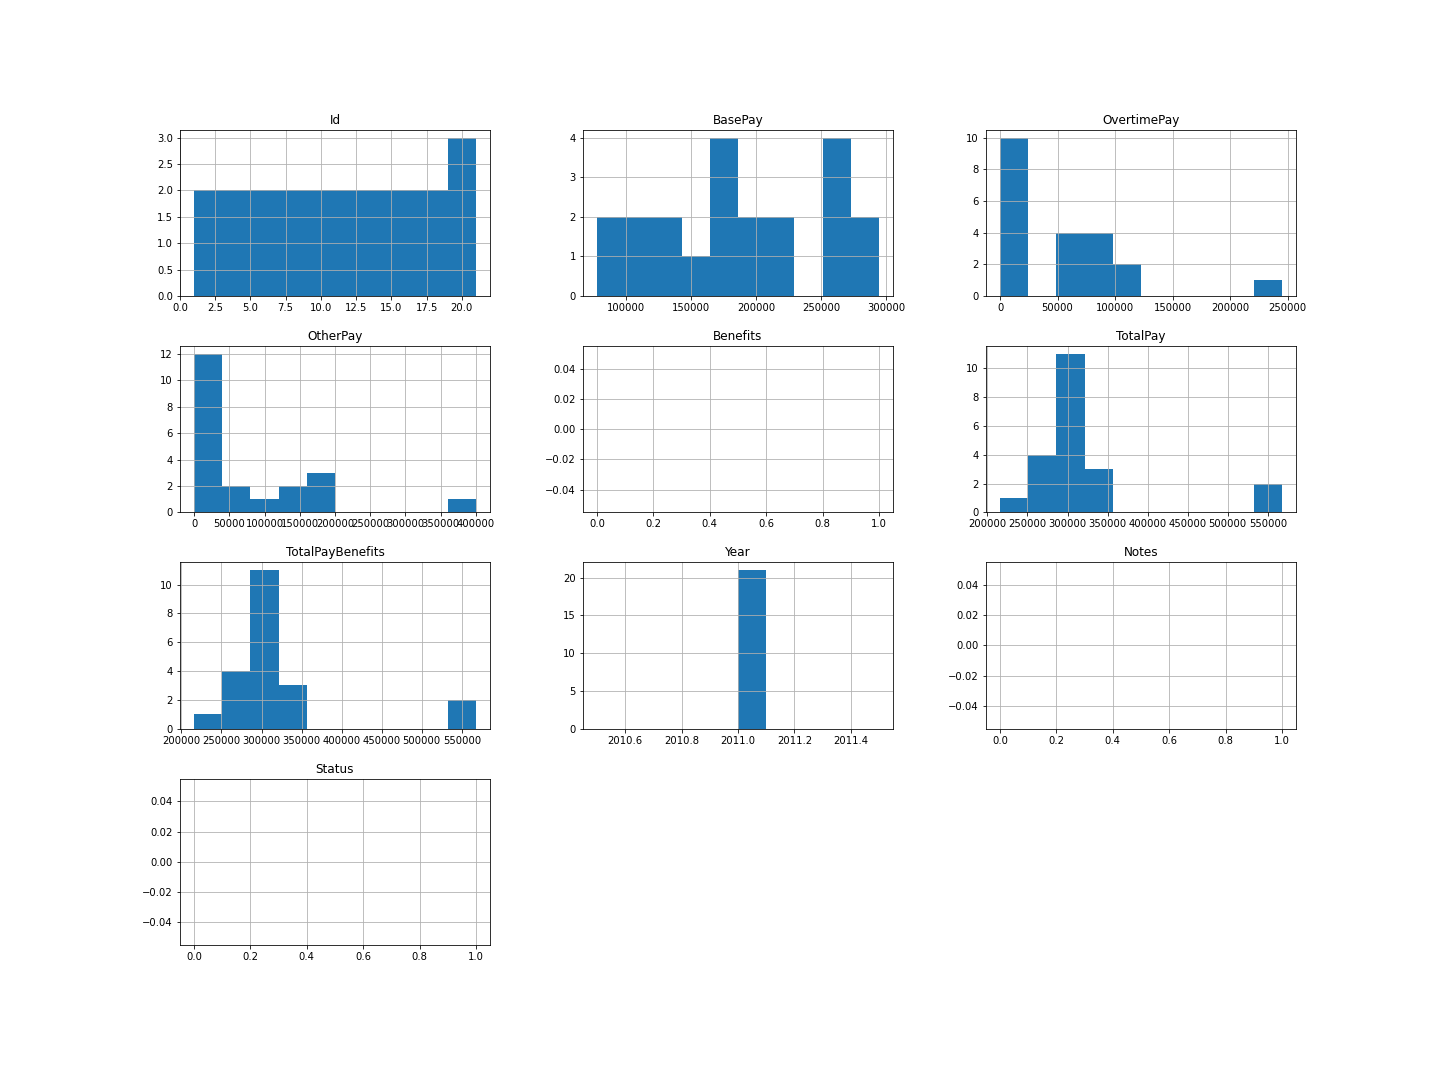 Id BasePay OvertimePay
3.0 4 10
2.5 8
2.0 3 6
1.5 2 4
1.0 1 2
0.5
0.0 0 0
0.0 2.5 5.0 7.5 10.0 12.5 15.0 17.5 20.0 100000 150000 200000 250000 300000 0 50000 100000 150000 200000 250000
OtherPay Benefits TotalPay
12 0.04 10
10 0.02 8
8 0.00 6
6 −0.02 4
4 −0.04 2
2
0 0
0 50000 100000 150000 200000 250000 300000 350000 400000 0.0 0.2 0.4 0.6 0.8 1.0 200000 250000 300000 350000 400000 450000 500000 550000
TotalPayBenefits Year Notes
10 20 0.04
8 15 0.02
6 10 0.00
4 5 −0.02
2 −0.04
0 0
200000 250000 300000 350000 400000 450000 500000 550000 2010.6 2010.8 2011.0 2011.2 2011.4 0.0 0.2 0.4 0.6 0.8 1.0
Status
0.04
0.02
0.00
−0.02
−0.04
0.0 0.2 0.4 0.6 0.8 1.0